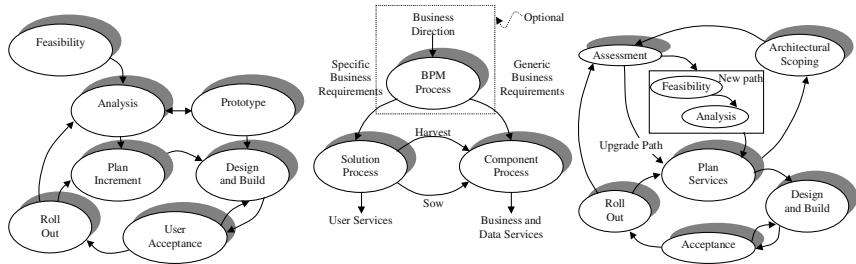 Feasibility
Analysis
Prototype
Plan
Increment
Design
and Build
Roll
Out
User
Acceptance
Business
Direction
Optional
Specific
Business
Requirements
BPM
Process
Generic
Business
Requirements
Harvest
Solution
Process
Component
Process
Sow
User Services
Business and
Data Services
Assessment
Architectural
Scoping
New path
Feasibility
Analysis
Upgrade Path
Plan
Services
Roll
Out
Design
and Build
Acceptance